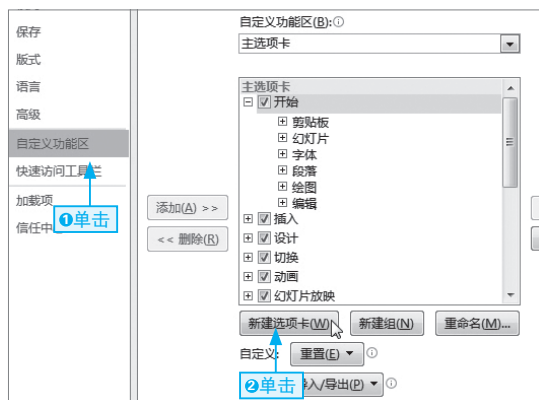 保存
版式
语言
高级
自定义功能区
快速访问工具栏
加载项
信任中
❶单击
添加(A) >>
<< 删除(R)
自定义功能区(B):
主选项卡
主选项卡
开始
剪贴板
幻灯片
字体
段落
绘图
编辑
插入
设计
切换
动画
幻灯片放映
新建选项卡(W)
新建组(N)
重命名(M)...
自定义:
重置(E)
❷单击
入/导出(P)